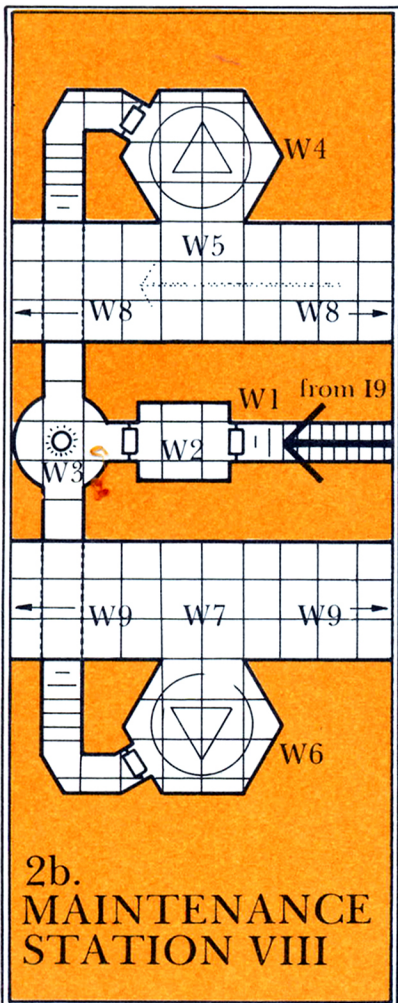 W4
W5
W8 W8
W1 from I9
W2
W3
W9 W7 W9
W6
2b.
MAINTENANCE
STATION VIII